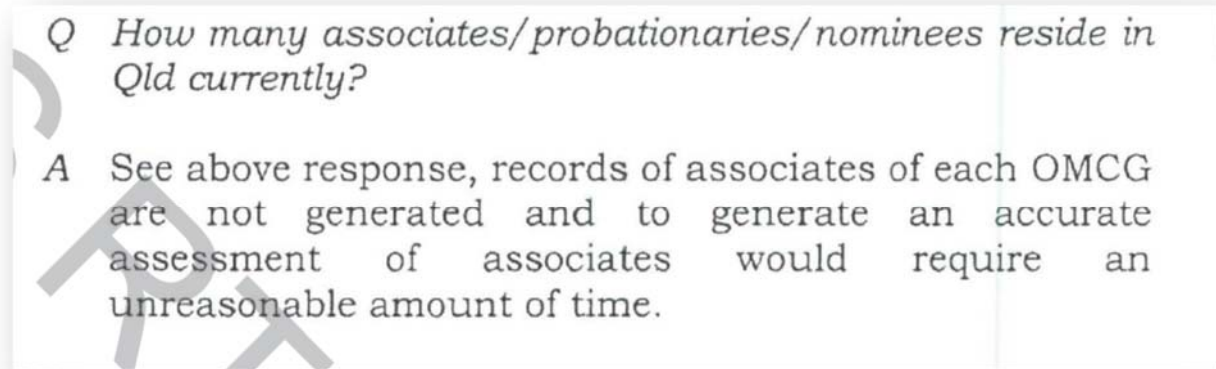 Q How many associates/probationaries/nominees reside in
Qld currently?
A See above response, records of associates of each OMCG
are not generated and to generate an accurate
assessment of associates would require an
unreasonable amount of time.